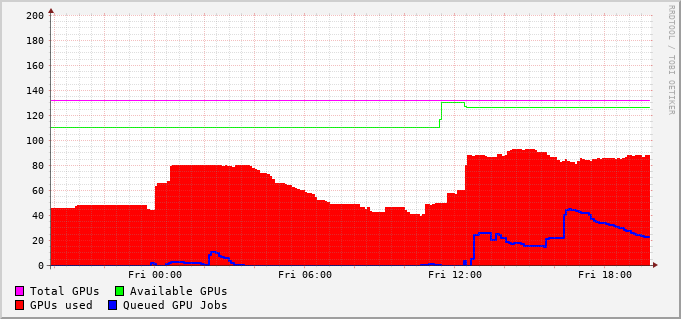 200
180
160
140
120
100
80
60
40
20
0
Fri 00:00 Fri 06:00 Fri 12:00 Fri 18:00
Total GPUs Available GPUs
GPUs used Queued GPU Jobs
RRDTOOL / TOBI OETIKER